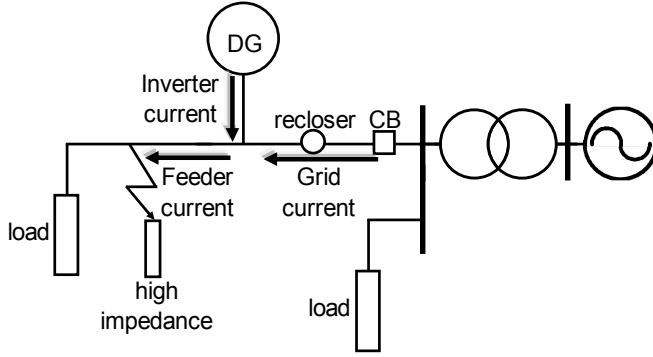 DG
Inverter
current
recloser
CB
Feeder
current
Grid
current
load
high
impedance
load